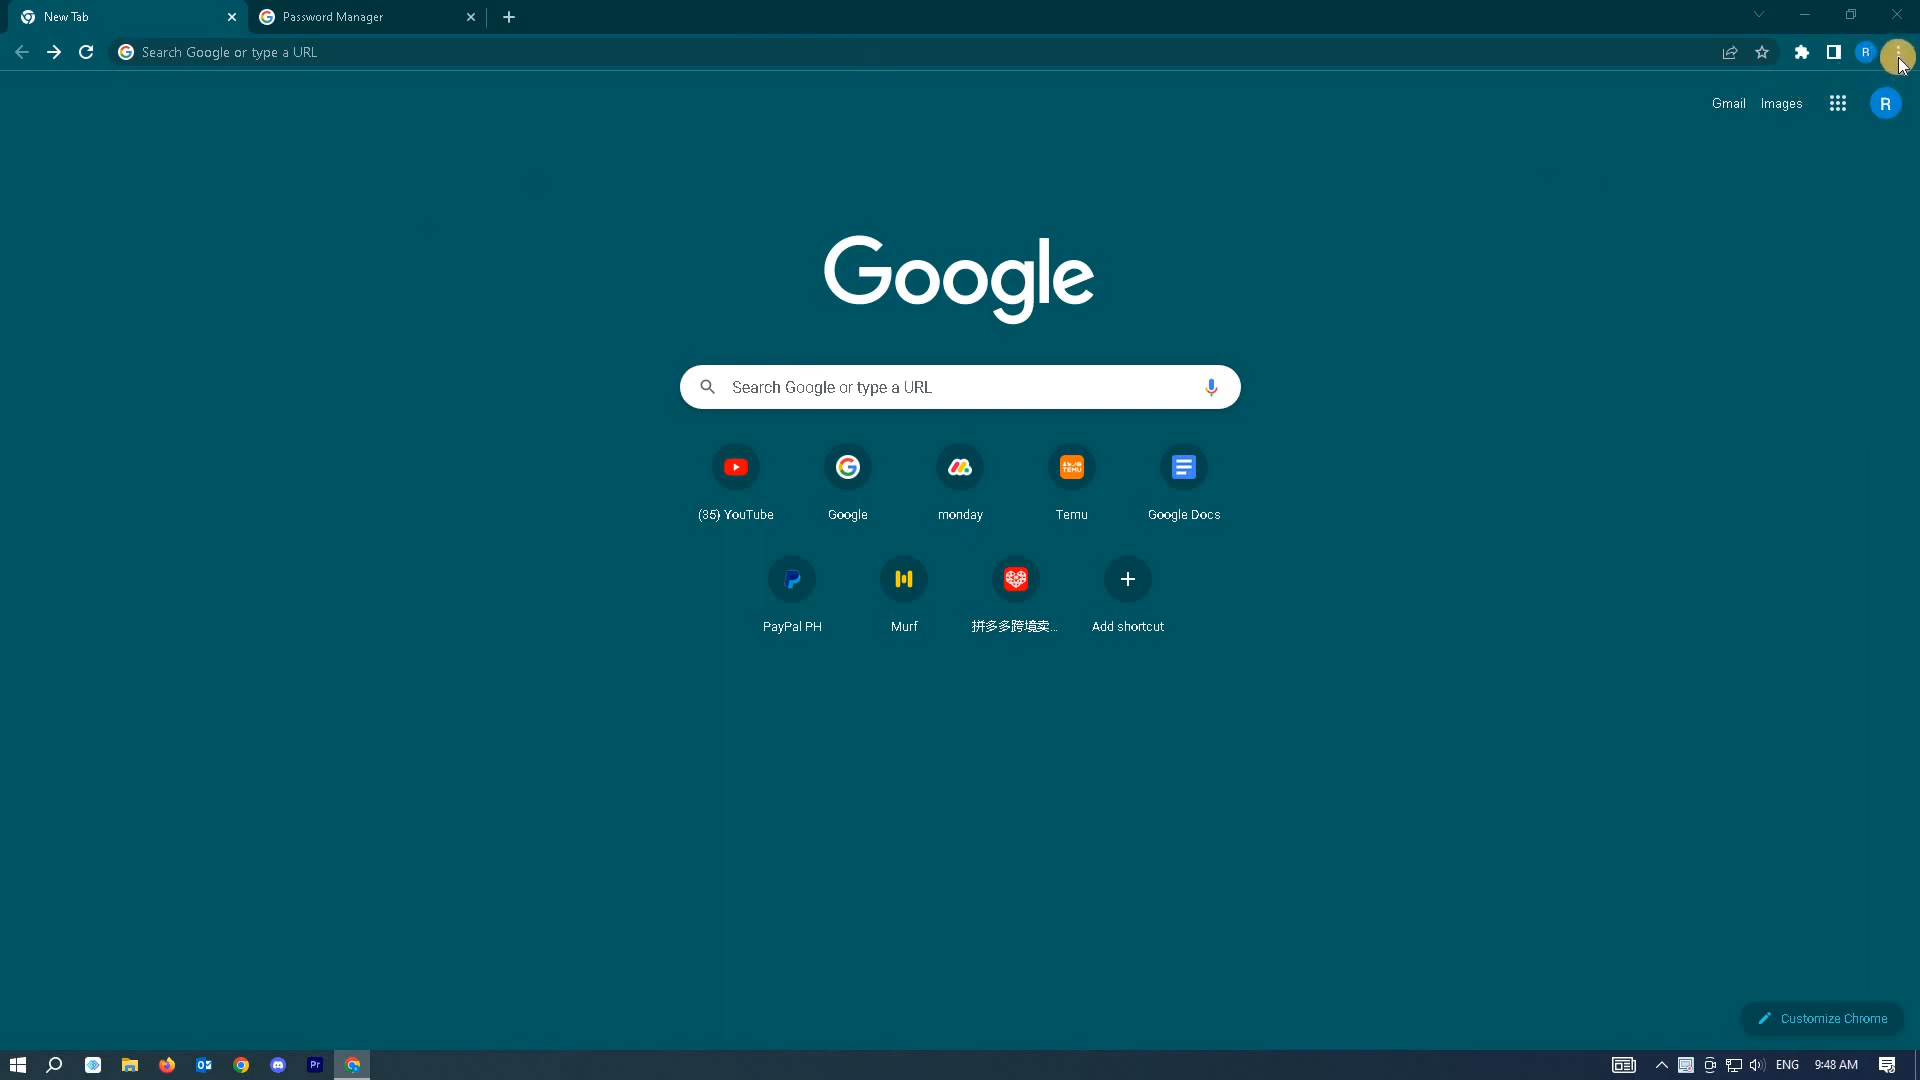 New Tab
Password Manager
Search Google or type a URL
R
Gmail
Images
R
Google
Search Google or type a URL
(35) YouTube
Google
monday
Temu
Google Docs
PayPal PH
Murf
拼多多跨境卖...
Add shortcut
Customize Chrome
Pr
ENG
9:48 AM